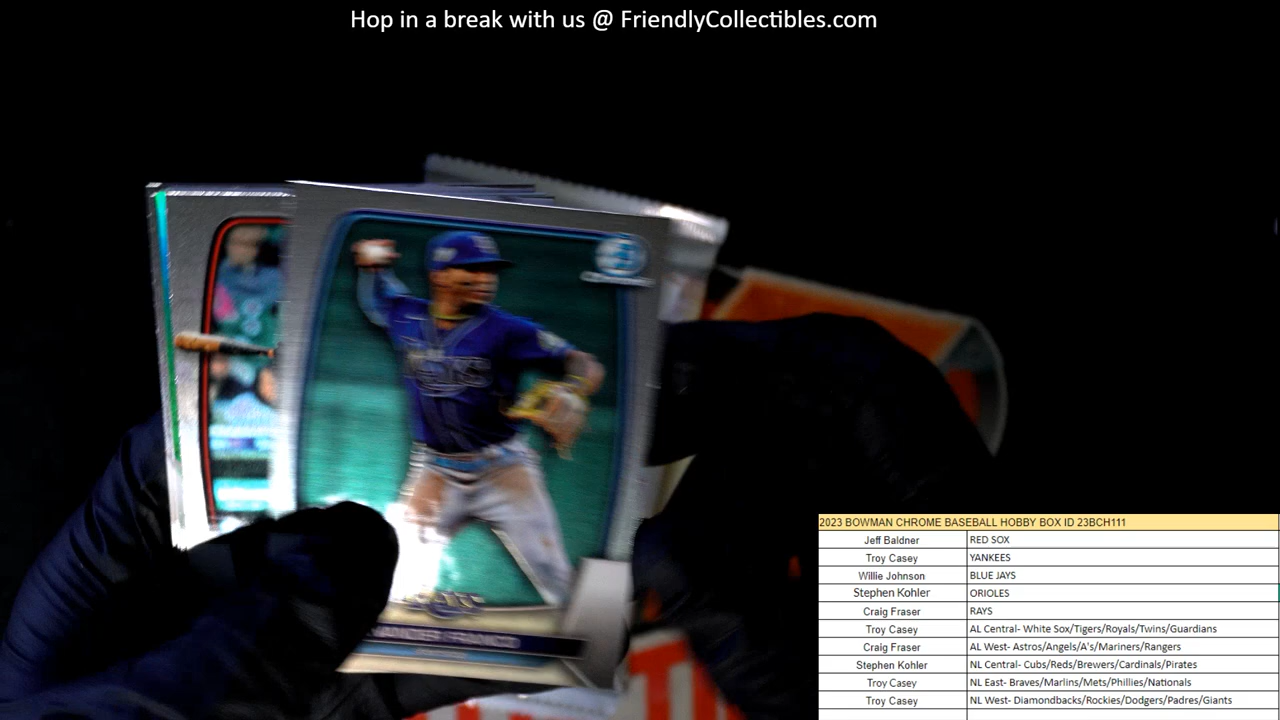 Hop in a break with us @ FriendlyCollectibles.com
WANDER FRANCO
2023 BOWMAN CHROME BASEBALL HOBBY BOX ID 23BCH111
Jeff Baldner RED SOX
Troy Casey YANKEES
Willie Johnson BLUE JAYS
Stephen Kohler ORIOLES
Craig Fraser RAYS
Troy Casey AL Central- White Sox/Tigers/Royals/Twins/Guardians
Craig Fraser AL West- Astros/Angels/A's/Mariners/Rangers
Stephen Kohler NL Central- Cubs/Reds/Brewers/Cardinals/Pirates
Troy Casey NL East- Braves/Marlins/Mets/Phillies/Nationals
Troy Casey NL West- Diamondbacks/Rockies/Dodgers/Padres/Giants